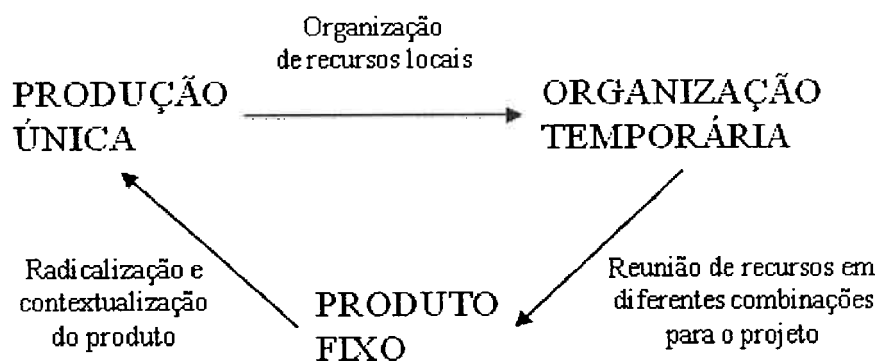 Organização
de recursos locais
PRODUÇÃO
ÚNICA
ORGANIZAÇÃO
TEMPORÁRIA
Radicalização e
contextualização
do produto
PRODUTO
FIXO
Reunião de recursos em
diferentes combinações
para o projeto